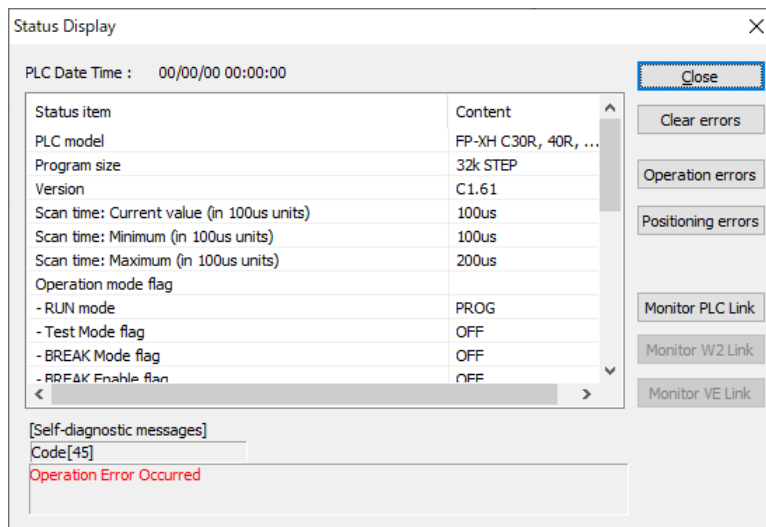 Status Display
PLC Date Time : 00/00/00 00:00:00
Close
Status item Content
Clear errors
PLC model FP-XH C30R, 40R, ...
Program size 32k STEP
Operation errors
Version C1.61
Scan time: Current value (in 100us units) 100us
Positioning errors
Scan time: Minimum (in 100us units) 100us
Scan time: Maximum (in 100us units) 200us
Operation mode flag
- RUN mode PROG
Monitor PLC Link
- Test Mode flag OFF
- BREAK Mode flag OFF
Monitor W2 Link
- BREAK Enable flag OFF
Monitor VE Link
[Self-diagnostic messages]
Code[45]
Operation Error Occurred